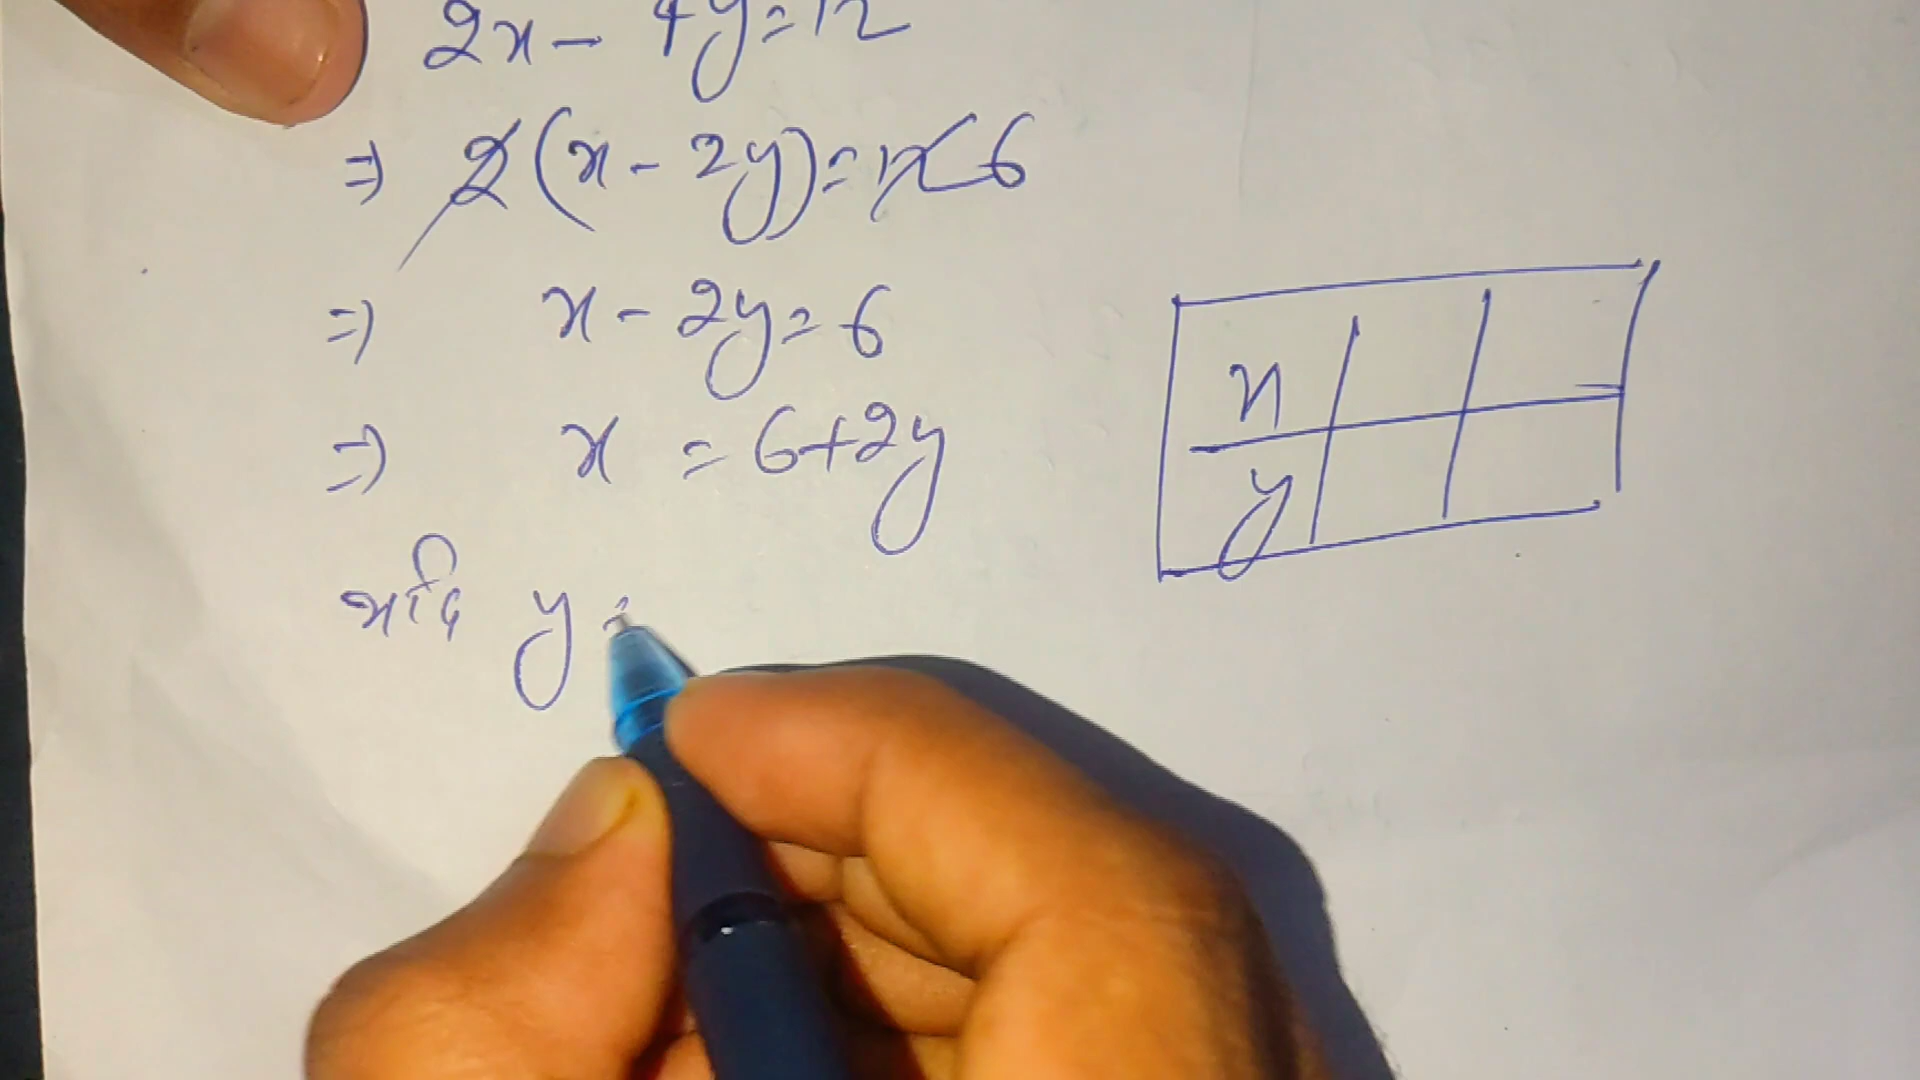 2x - 4y = 12
⇒ 2(x - 2y) = 12 6
⇒ x - 2y = 6
⇒ x = 6+2y
যদি y =
x
y